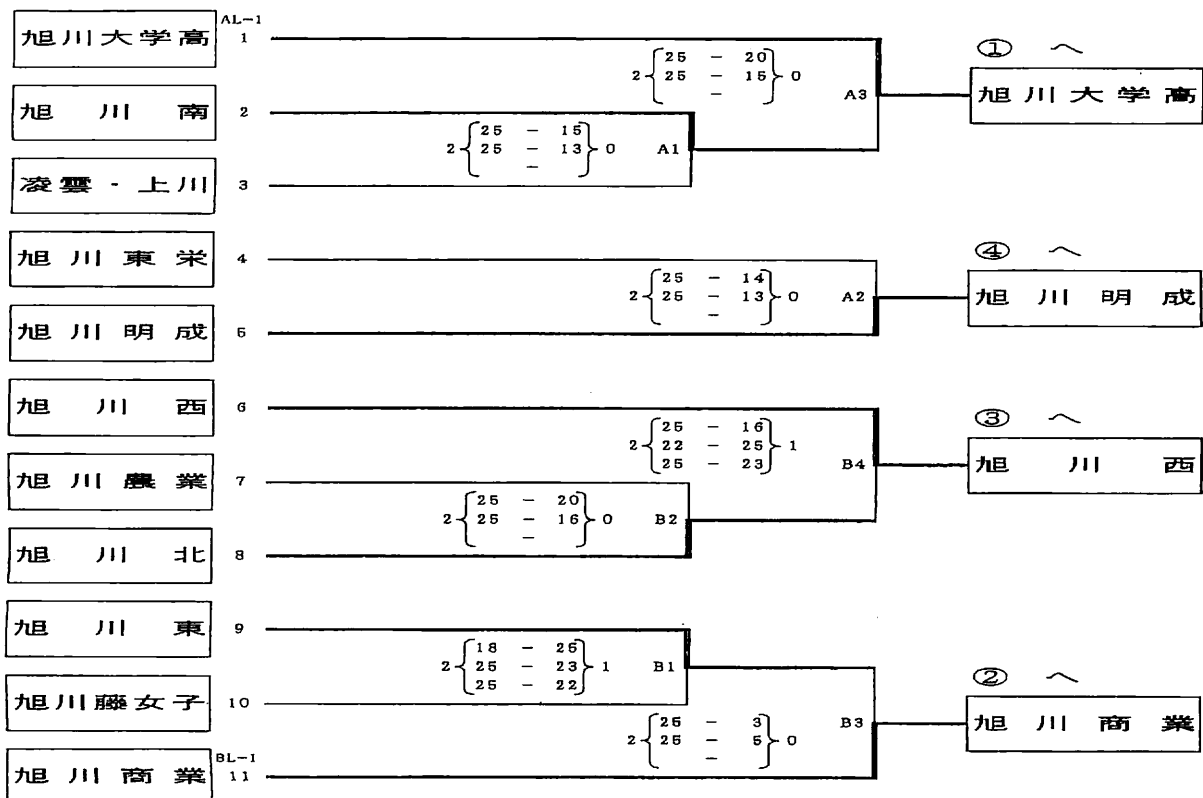 AL-1
旭川大学高 1
旭川南 2
凌雲・上川 3
旭川東栄 4
旭川明成 5
旭川西 6
旭川農業 7
旭川北 8
旭川東 9
旭川藤女子 10
BL-1
旭川商業 11
25 - 15
2 25 - 13 0 A1
-
25 - 20
2 25 - 15 0 A3
-
① へ
旭川大学高
25 - 14
2 25 - 13 0 A2
-
④ へ
旭川明成
25 - 20
2 25 - 16 0 B2
-
25 - 16
2 22 - 25 1 B4
25 - 23
③ へ
旭川西
18 - 25
2 25 - 23 1 B1
25 - 22
25 - 3
2 25 - 5 0 B3
-
② へ
旭川商業